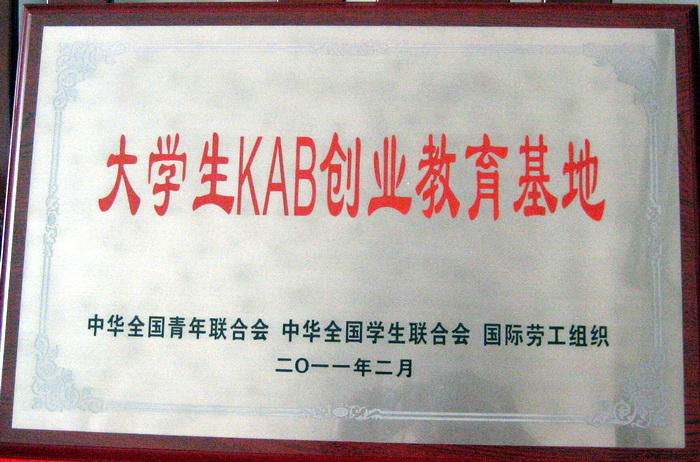 大学生KAB创业教育基地
中华全国青年联合会 中华全国学生联合会 国际劳工组织
二O一一年二月